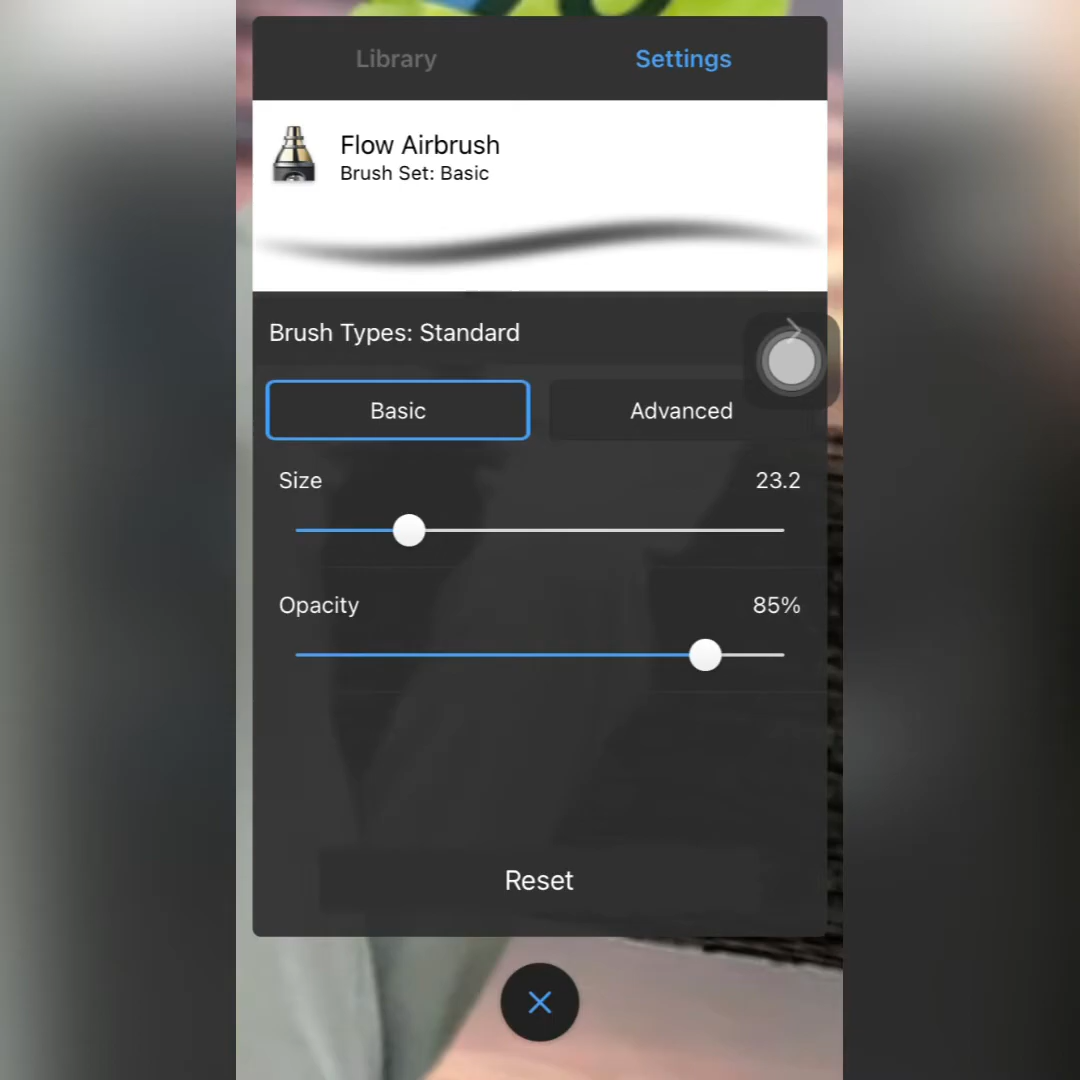 Library
Settings
Flow Airbrush
Brush Set: Basic
Brush Types: Standard
Basic
Advanced
Size
23.2
Opacity
85%
Reset